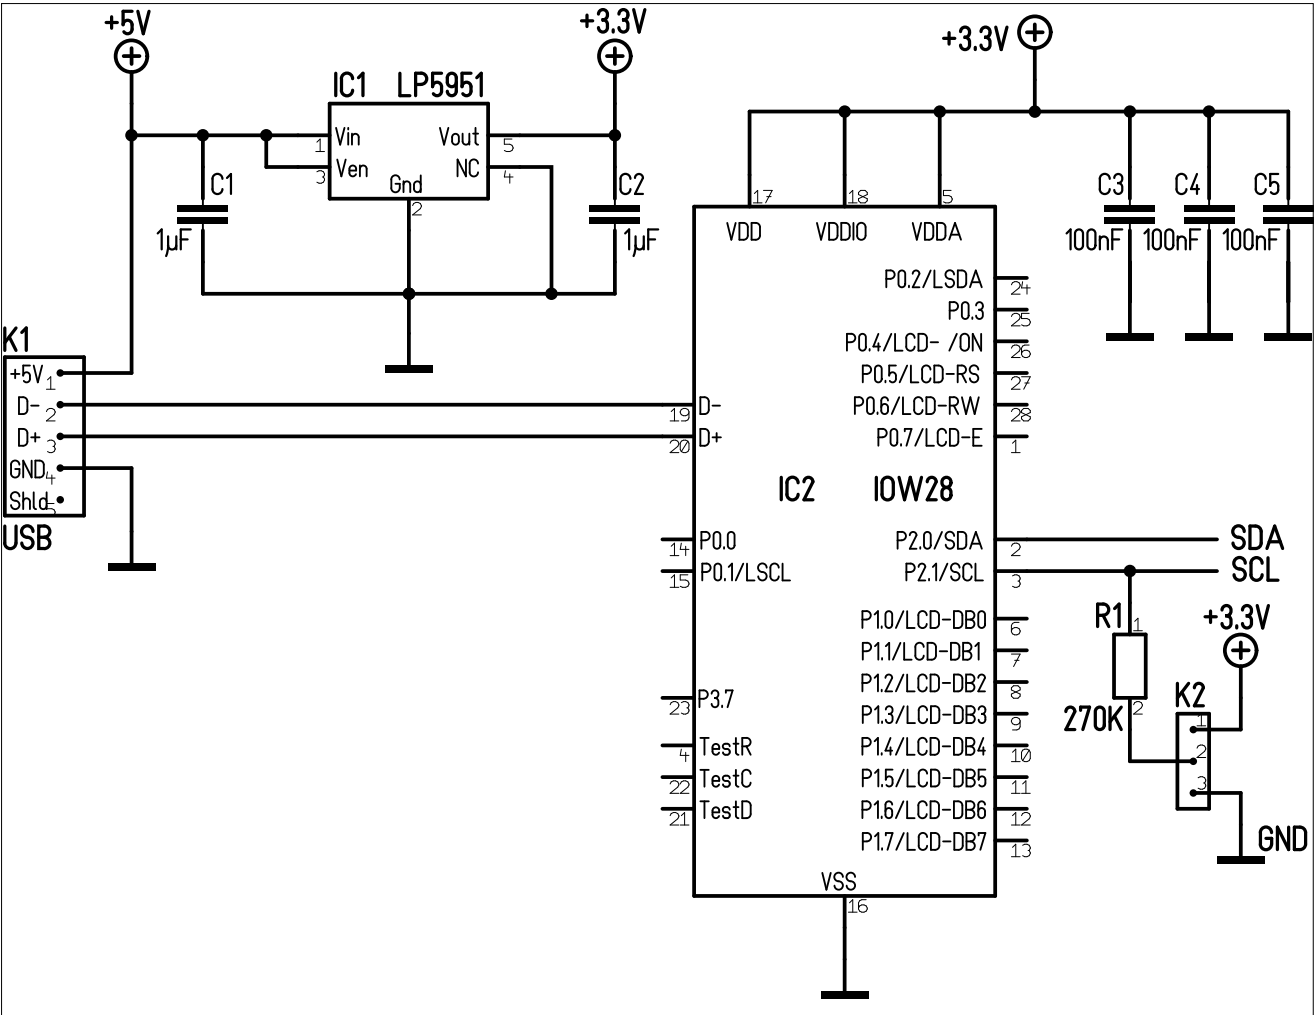 +5V
+3.3V
+3.3V
IC1 LP5951
Vin
1
Vout
5
Ven
3
NC
4
Gnd
2
C1
1µF
C2
1µF
C3
100nF
C4
100nF
C5
100nF
17
18
5
VDD
VDDIO
VDDA
P0.2/LSDA
24
P0.3
25
P0.4/LCD- /ON
26
P0.5/LCD-RS
27
P0.6/LCD-RW
28
P0.7/LCD-E
1
K1
+5V 1
D- 2
D+ 3
GND 4
Shld 5
USB
19
D-
20
D+
IC2 IOW28
14
P0.0
15
P0.1/LSCL
P2.0/SDA
2
SDA
P2.1/SCL
3
SCL
P1.0/LCD-DB0
6
P1.1/LCD-DB1
7
P1.2/LCD-DB2
8
P1.3/LCD-DB3
9
P1.4/LCD-DB4
10
P1.5/LCD-DB5
11
P1.6/LCD-DB6
12
P1.7/LCD-DB7
13
23
P3.7
4
TestR
22
TestC
21
TestD
VSS
16
R1
1
270K
2
+3.3V
K2
1
2
3
GND